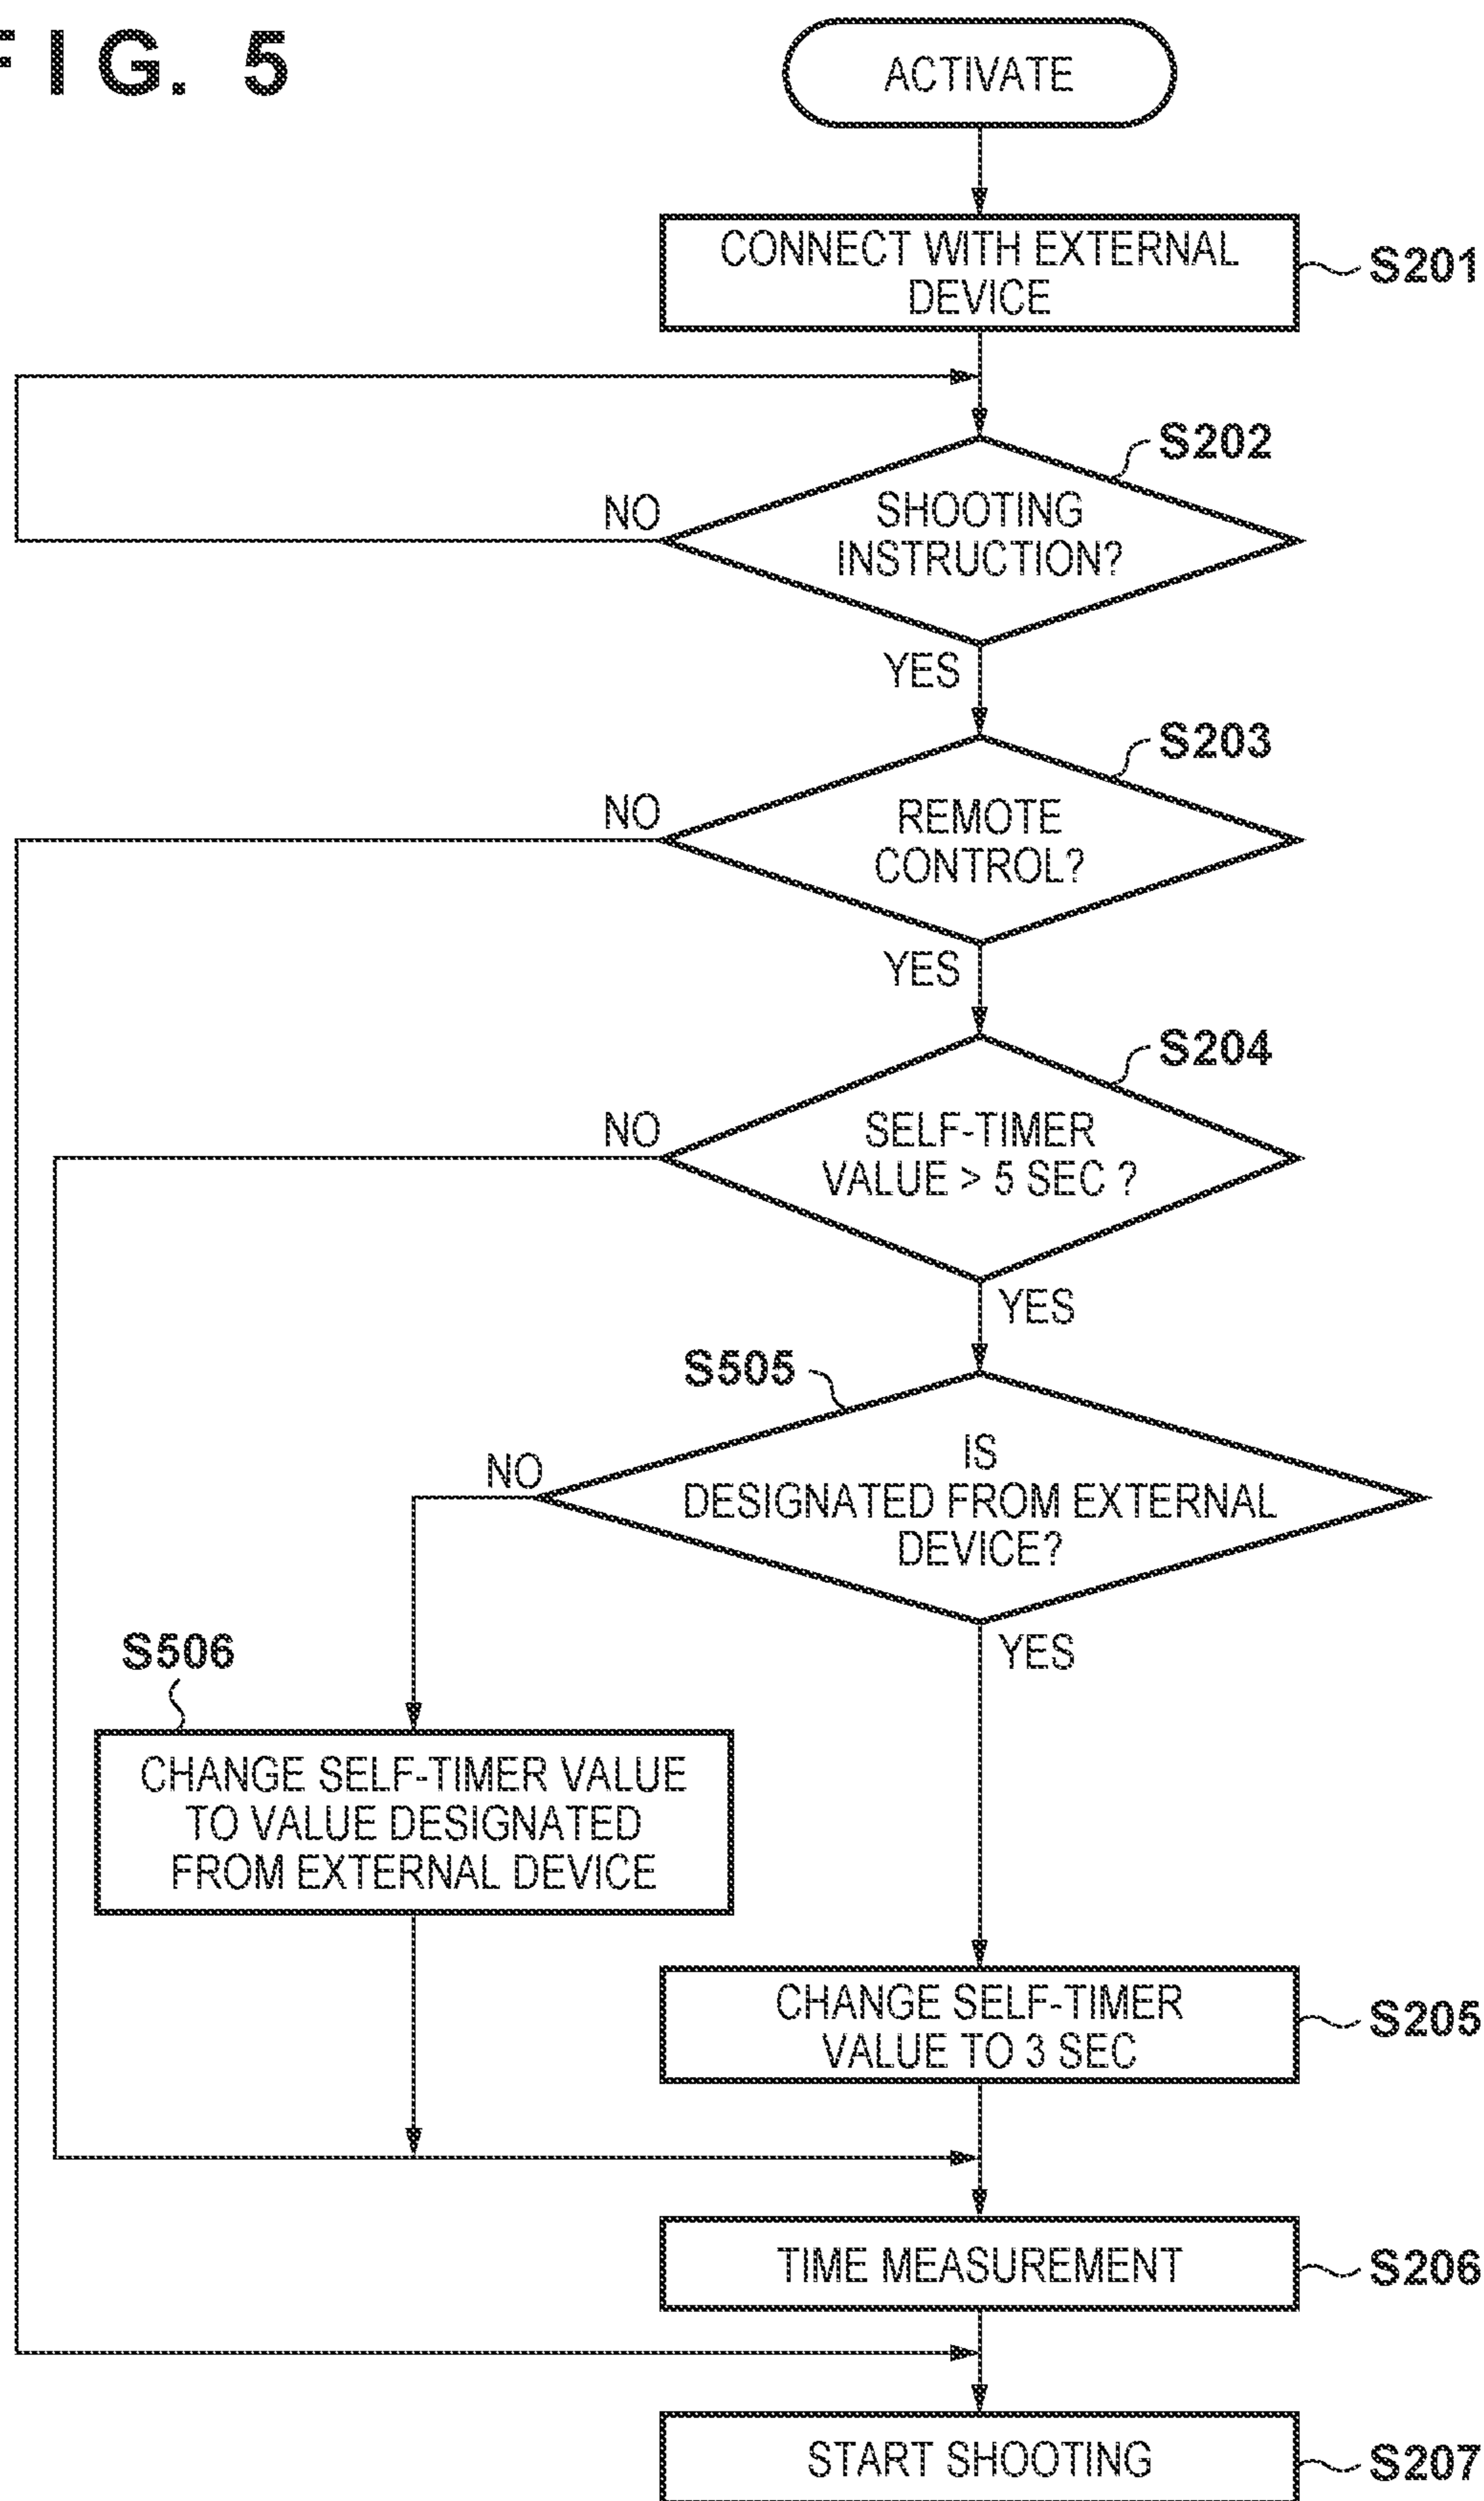 FIG. 5
ACTIVATE
CONNECT WITH EXTERNAL
DEVICE
S201
S202
NO
SHOOTING
INSTRUCTION?
YES
S203
NO
REMOTE
CONTROL?
YES
S204
NO
SELF-TIMER
VALUE > 5 SEC ?
YES
S505
NO
IS
DESIGNATED FROM EXTERNAL
DEVICE?
YES
S506
CHANGE SELF-TIMER VALUE
TO VALUE DESIGNATED
FROM EXTERNAL DEVICE
CHANGE SELF-TIMER
VALUE TO 3 SEC
S205
TIME MEASUREMENT
S206
START SHOOTING
S207